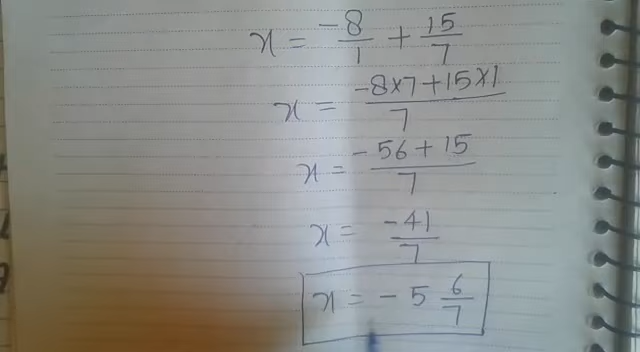 x = -8/1 + 15/7
x = -8×7+15×1/7
x = -56+15/7
x = -41/7
x = -5 6/7